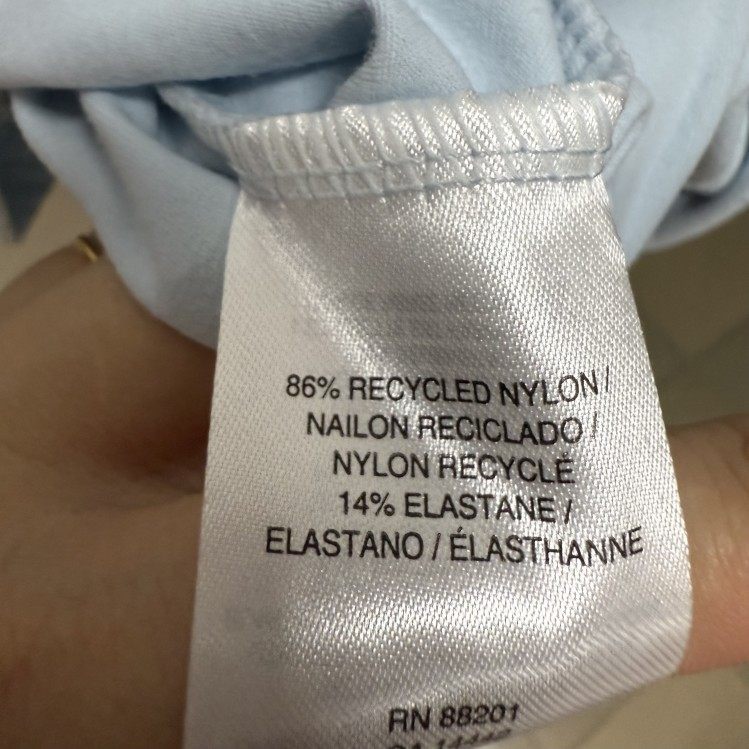 86% RECYCLED NYLON /
NAILON RECICLADO /
NYLON RECYCLÉ
14% ELASTANE /
ELASTANO / ÉLASTHANNE
RN 88201